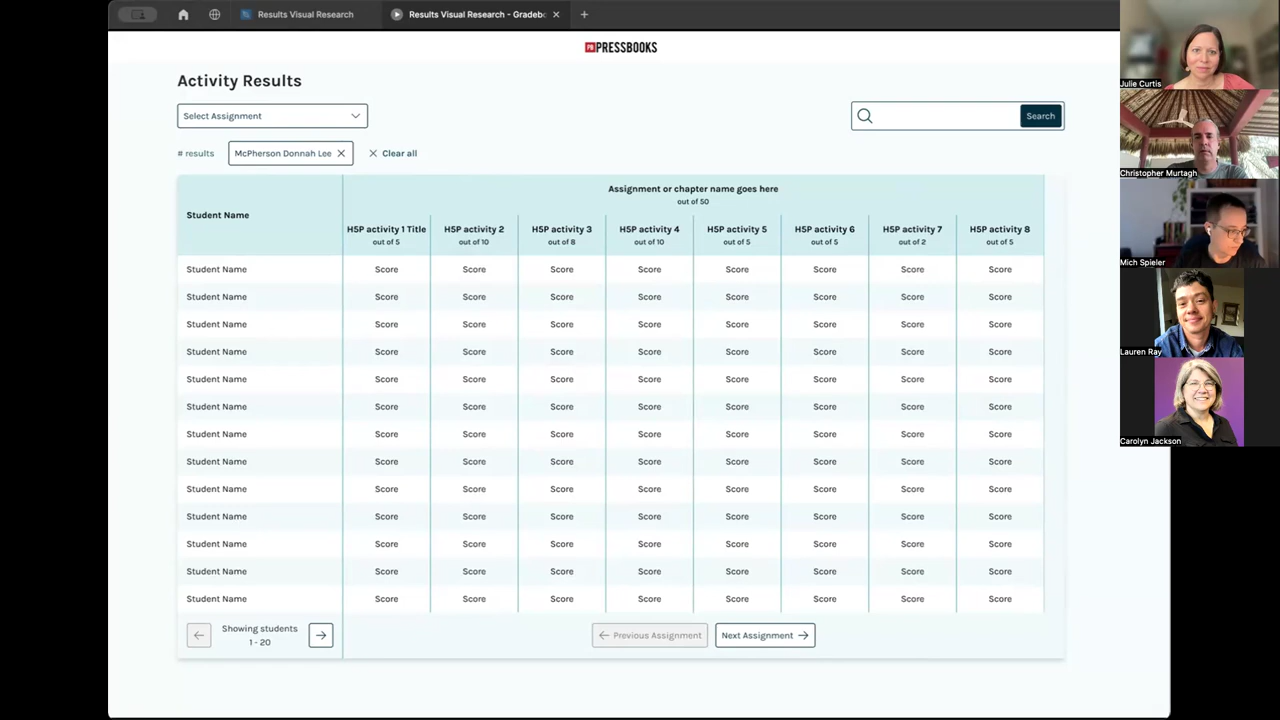 Results Visual Research
Results Visual Research - Gradebo
PB PRESSBOOKS
Activity Results
Select Assignment
Search
# results
McPherson Donnah Lee
Clear all
Student Name
Assignment or chapter name goes here
out of 50
H5P activity 1 Title H5P activity 2 H5P activity 3 H5P activity 4 H5P activity 5 H5P activity 6 H5P activity 7 H5P activity 8
out of 5 out of 10 out of 8 out of 10 out of 5 out of 5 out of 2 out of 5
Student Name Score Score Score Score Score Score Score Score
Student Name Score Score Score Score Score Score Score Score
Student Name Score Score Score Score Score Score Score Score
Student Name Score Score Score Score Score Score Score Score
Student Name Score Score Score Score Score Score Score Score
Student Name Score Score Score Score Score Score Score Score
Student Name Score Score Score Score Score Score Score Score
Student Name Score Score Score Score Score Score Score Score
Student Name Score Score Score Score Score Score Score Score
Student Name Score Score Score Score Score Score Score Score
Student Name Score Score Score Score Score Score Score Score
Student Name Score Score Score Score Score Score Score Score
Student Name Score Score Score Score Score Score Score Score
Showing students
1 - 20
Previous Assignment
Next Assignment
Julie Curtis
Christopher Murtagh
Mich Spieler
Lauren Ray
Carolyn Jackson